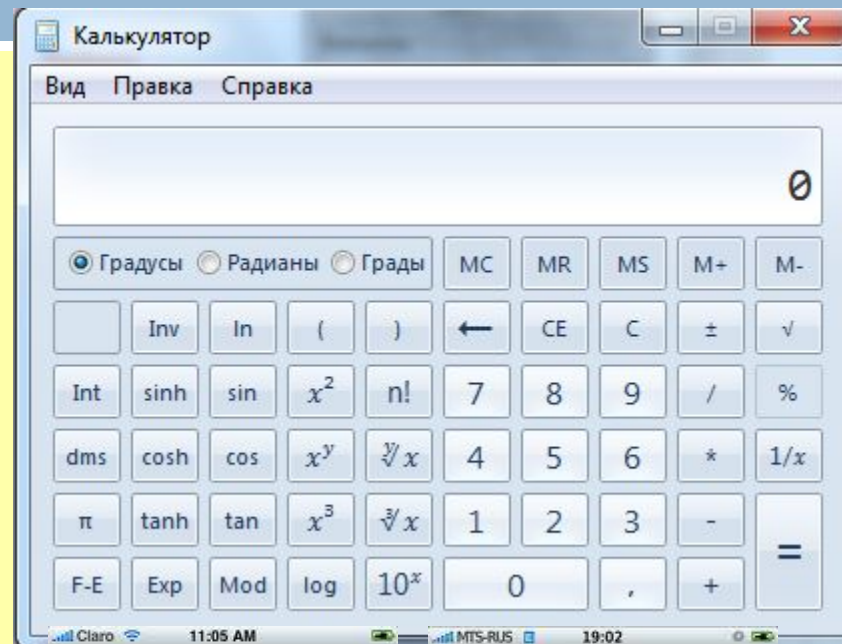 Калькулятор
Вид Правка Справка
0
Градусы Радианы Грады MC MR MS M+ M-
Inv ln ( ) ← CE C ± √
Int sinh sin x² n! 7 8 9 / %
dms cosh cos xʸ ʸ√x 4 5 6 * 1/x
π tanh tan x³ ³√x 1 2 3 - =
F-E Exp Mod log 10ˣ 0 , +
Claro 11:05 AM MTS-RUS 19:02